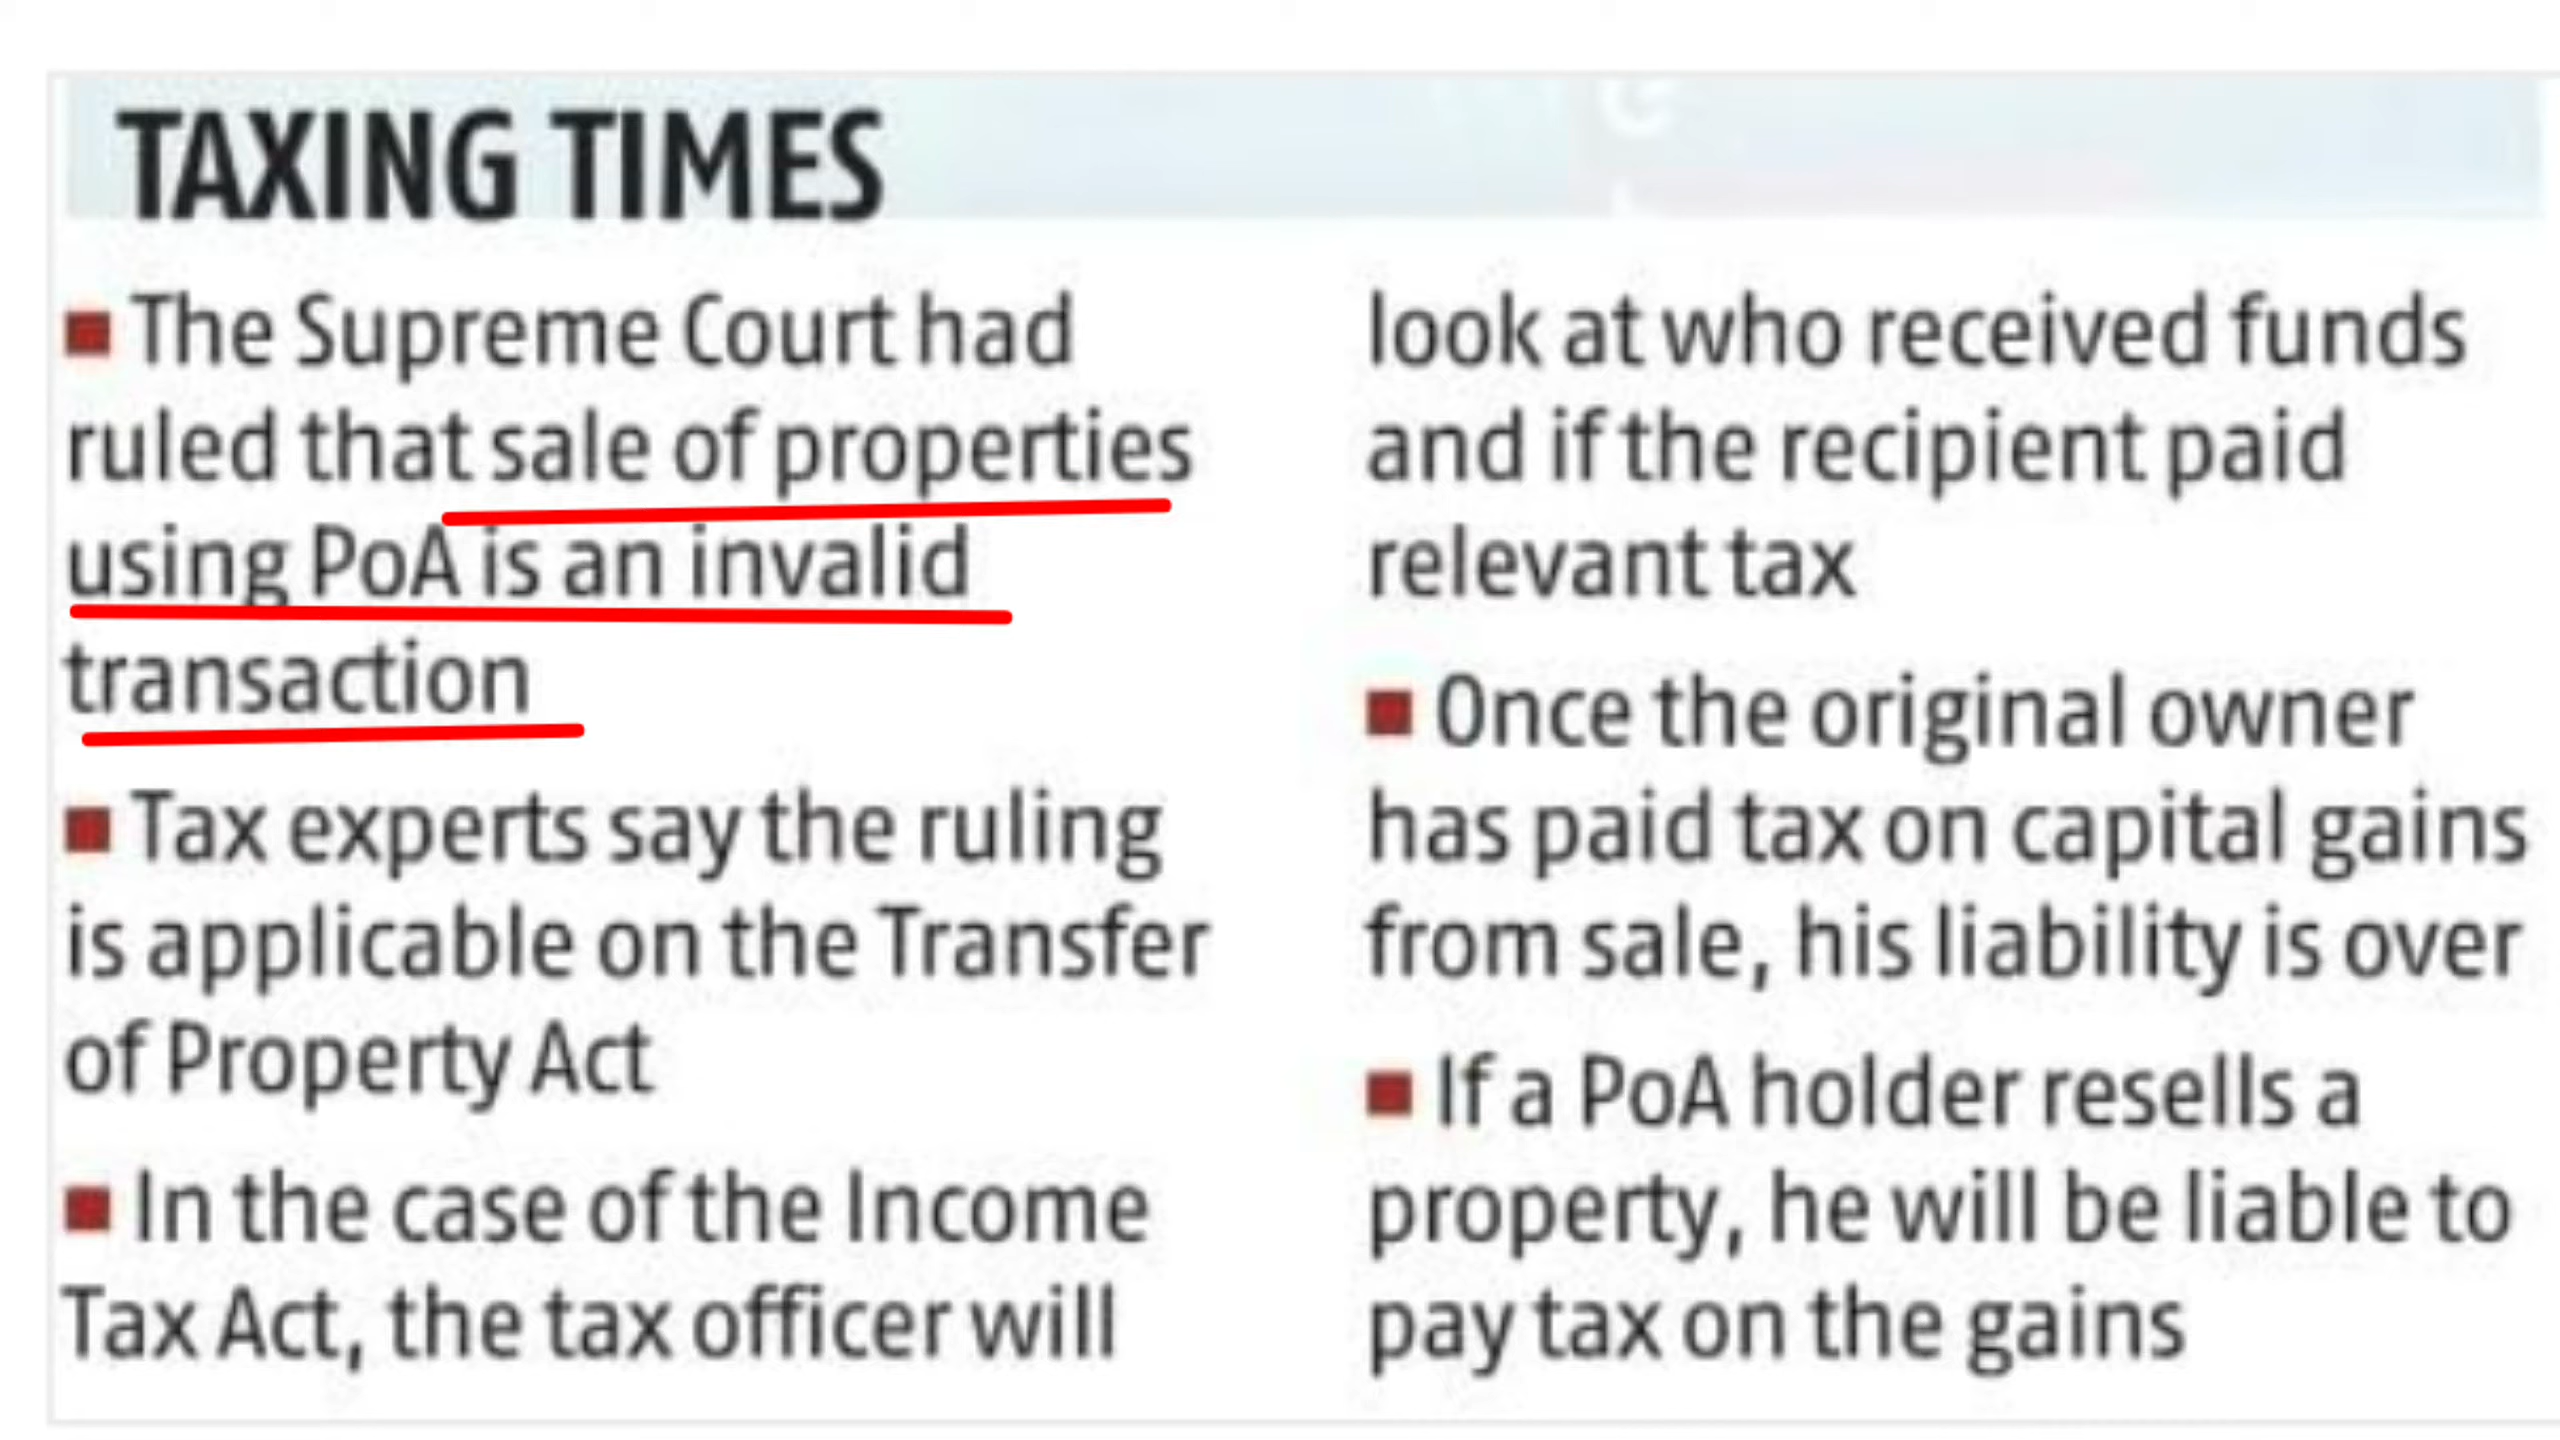 TAXING TIMES
■ The Supreme Court had
ruled that sale of properties
using PoA is an invalid
transaction
■ Tax experts say the ruling
is applicable on the Transfer
of Property Act
■ In the case of the Income
Tax Act, the tax officer will
look at who received funds
and if the recipient paid
relevant tax
■ Once the original owner
has paid tax on capital gains
from sale, his liability is over
■ If a PoA holder resells a
property, he will be liable to
pay tax on the gains